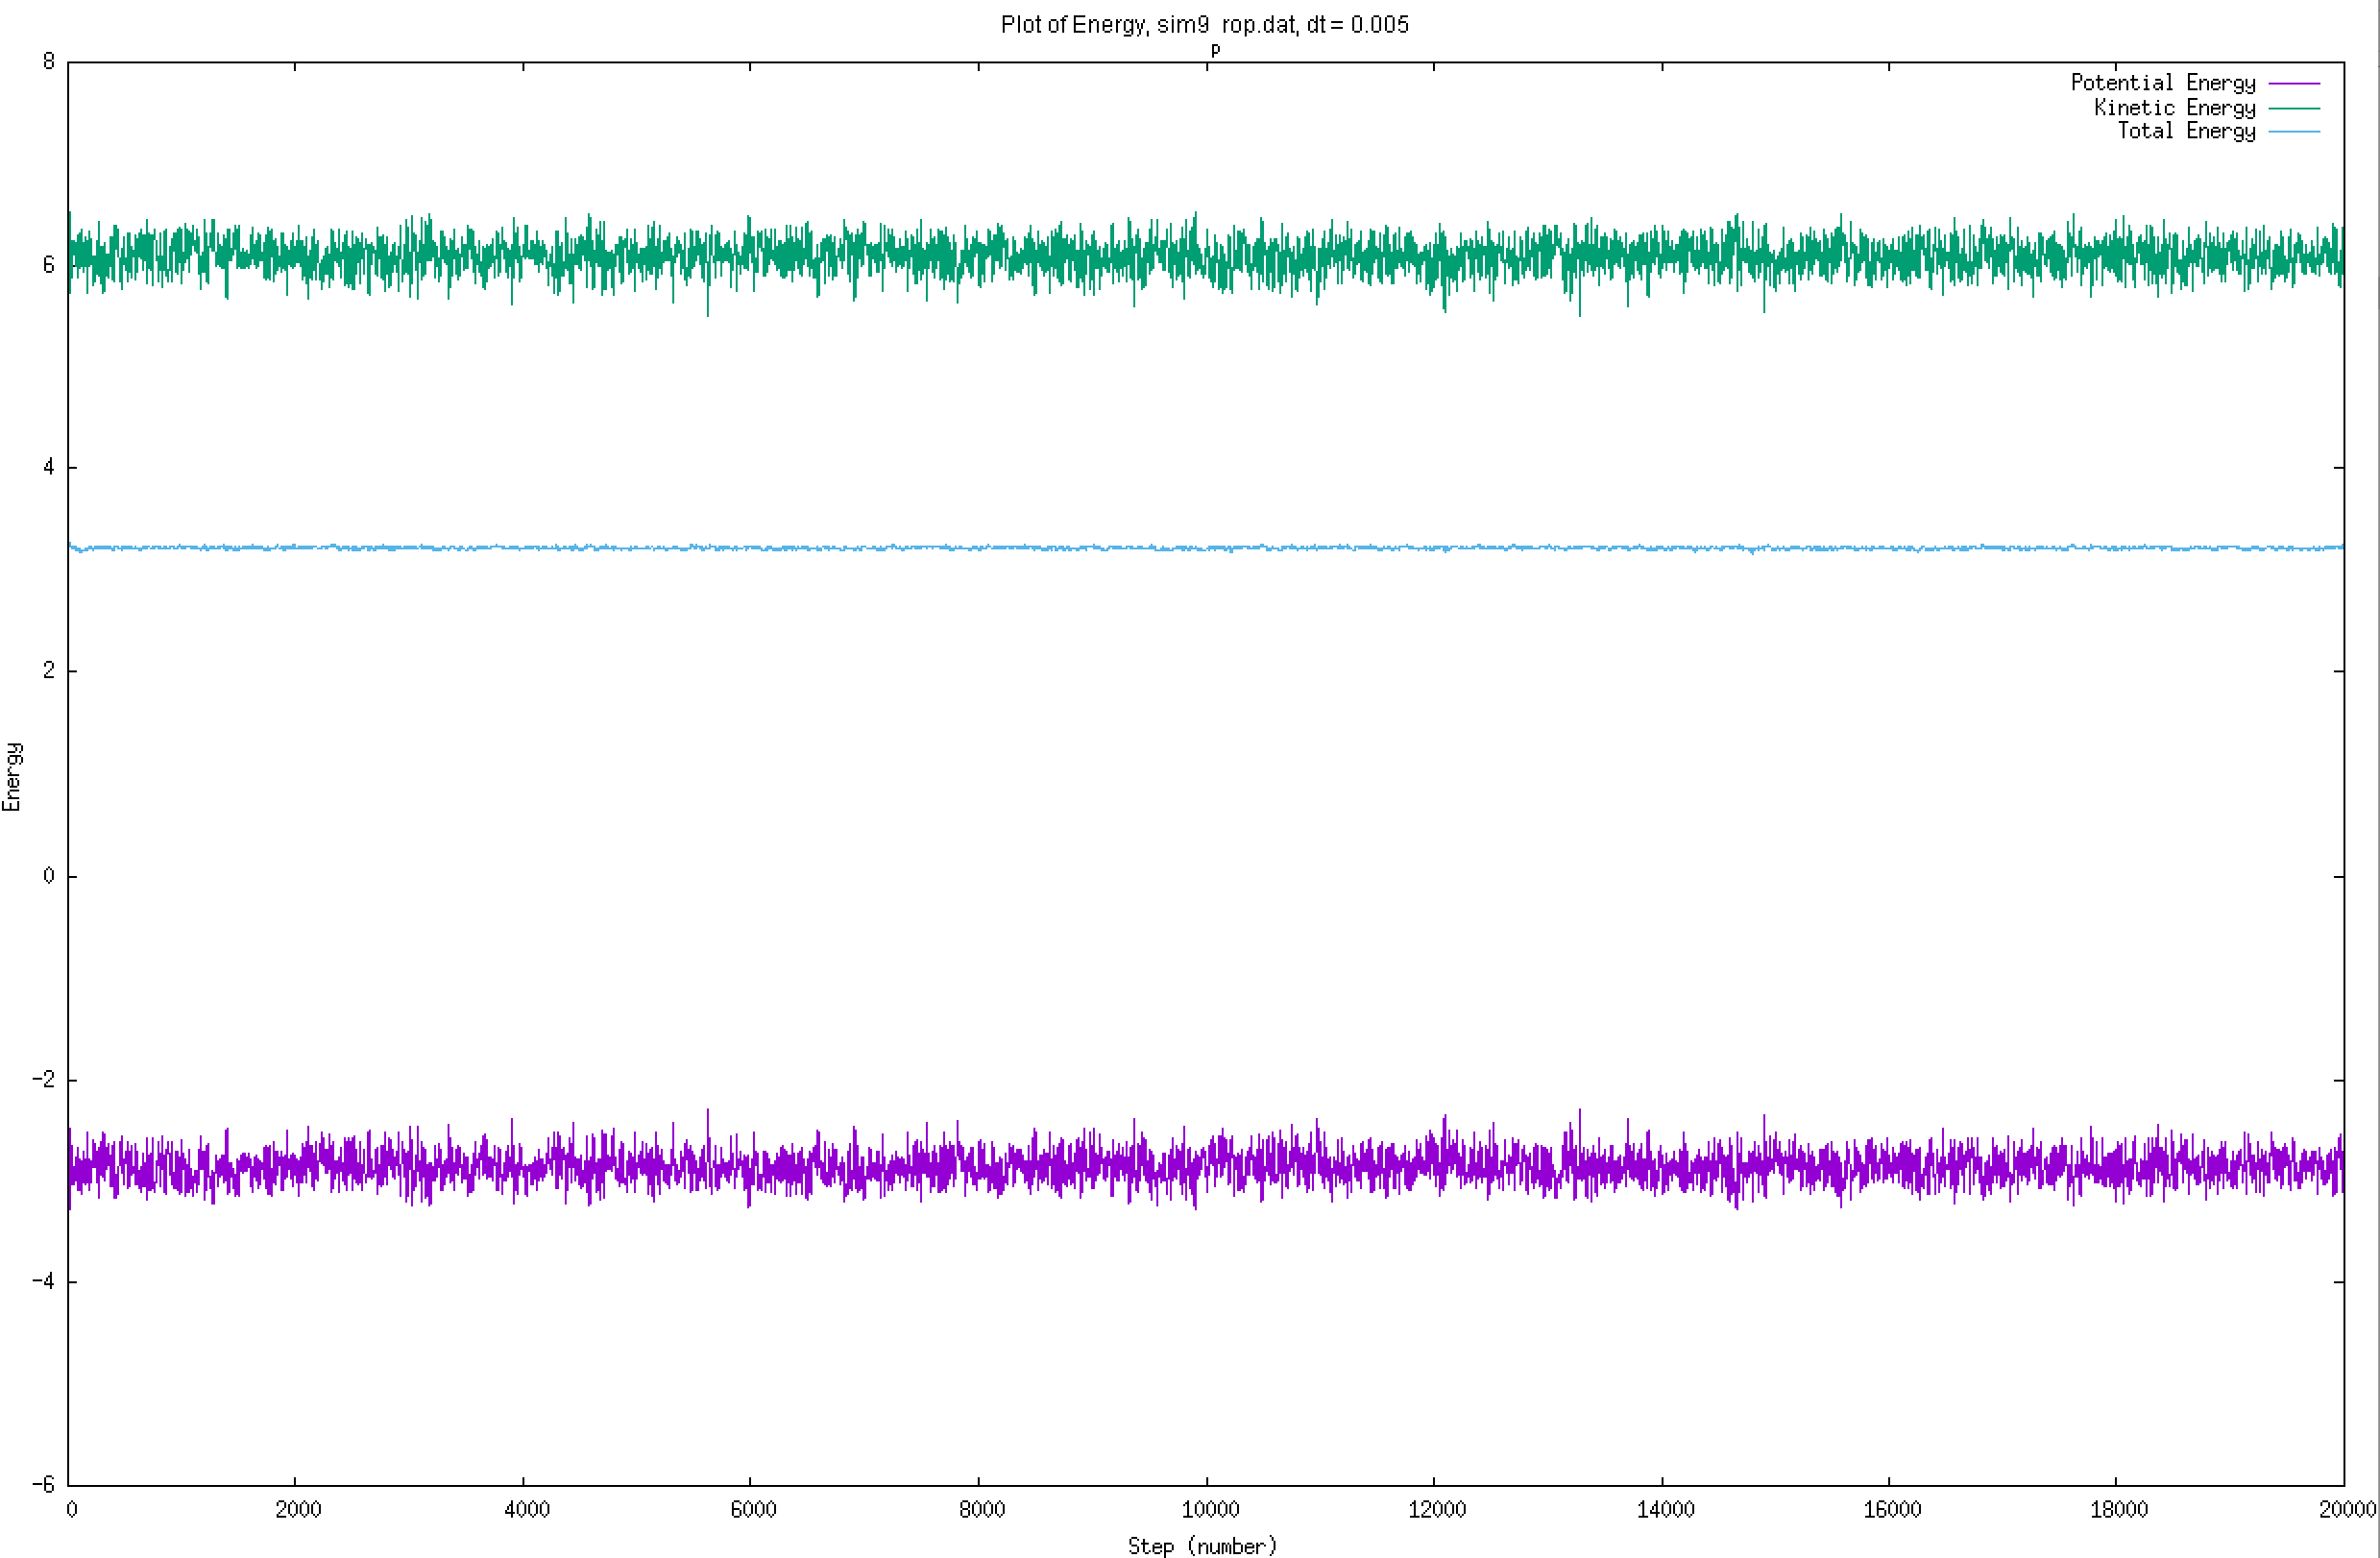 Plot of Energy, sim9 rop.dat, dt = 0.005
p
8
Potential Energy
Kinetic Energy
Total Energy
6
4
2
Energy
0
−2
−4
−6
0 2000 4000 6000 8000 10000 12000 14000 16000 18000 20000
Step (number)